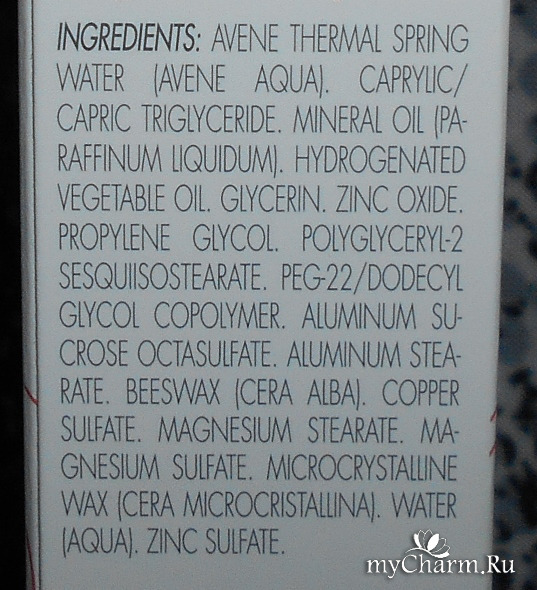 INGREDIENTS: AVENE THERMAL SPRING
WATER (AVENE AQUA). CAPRYLIC/
CAPRIC TRIGLYCERIDE. MINERAL OIL (PA-
RAFFINUM LIQUIDUM). HYDROGENATED
VEGETABLE OIL. GLYCERIN. ZINC OXIDE.
PROPYLENE GLYCOL. POLYGLYCERYL-2
SESQUIISOSTEARATE. PEG-22/DODECYL
GLYCOL COPOLYMER. ALUMINUM SU-
CROSE OCTASULFATE. ALUMINUM STEA-
RATE. BEESWAX (CERA ALBA). COPPER
SULFATE. MAGNESIUM STEARATE. MA-
GNESIUM SULFATE. MICROCRYSTALLINE
WAX (CERA MICROCRISTALLINA). WATER
(AQUA). ZINC SULFATE.
myCharm.Ru